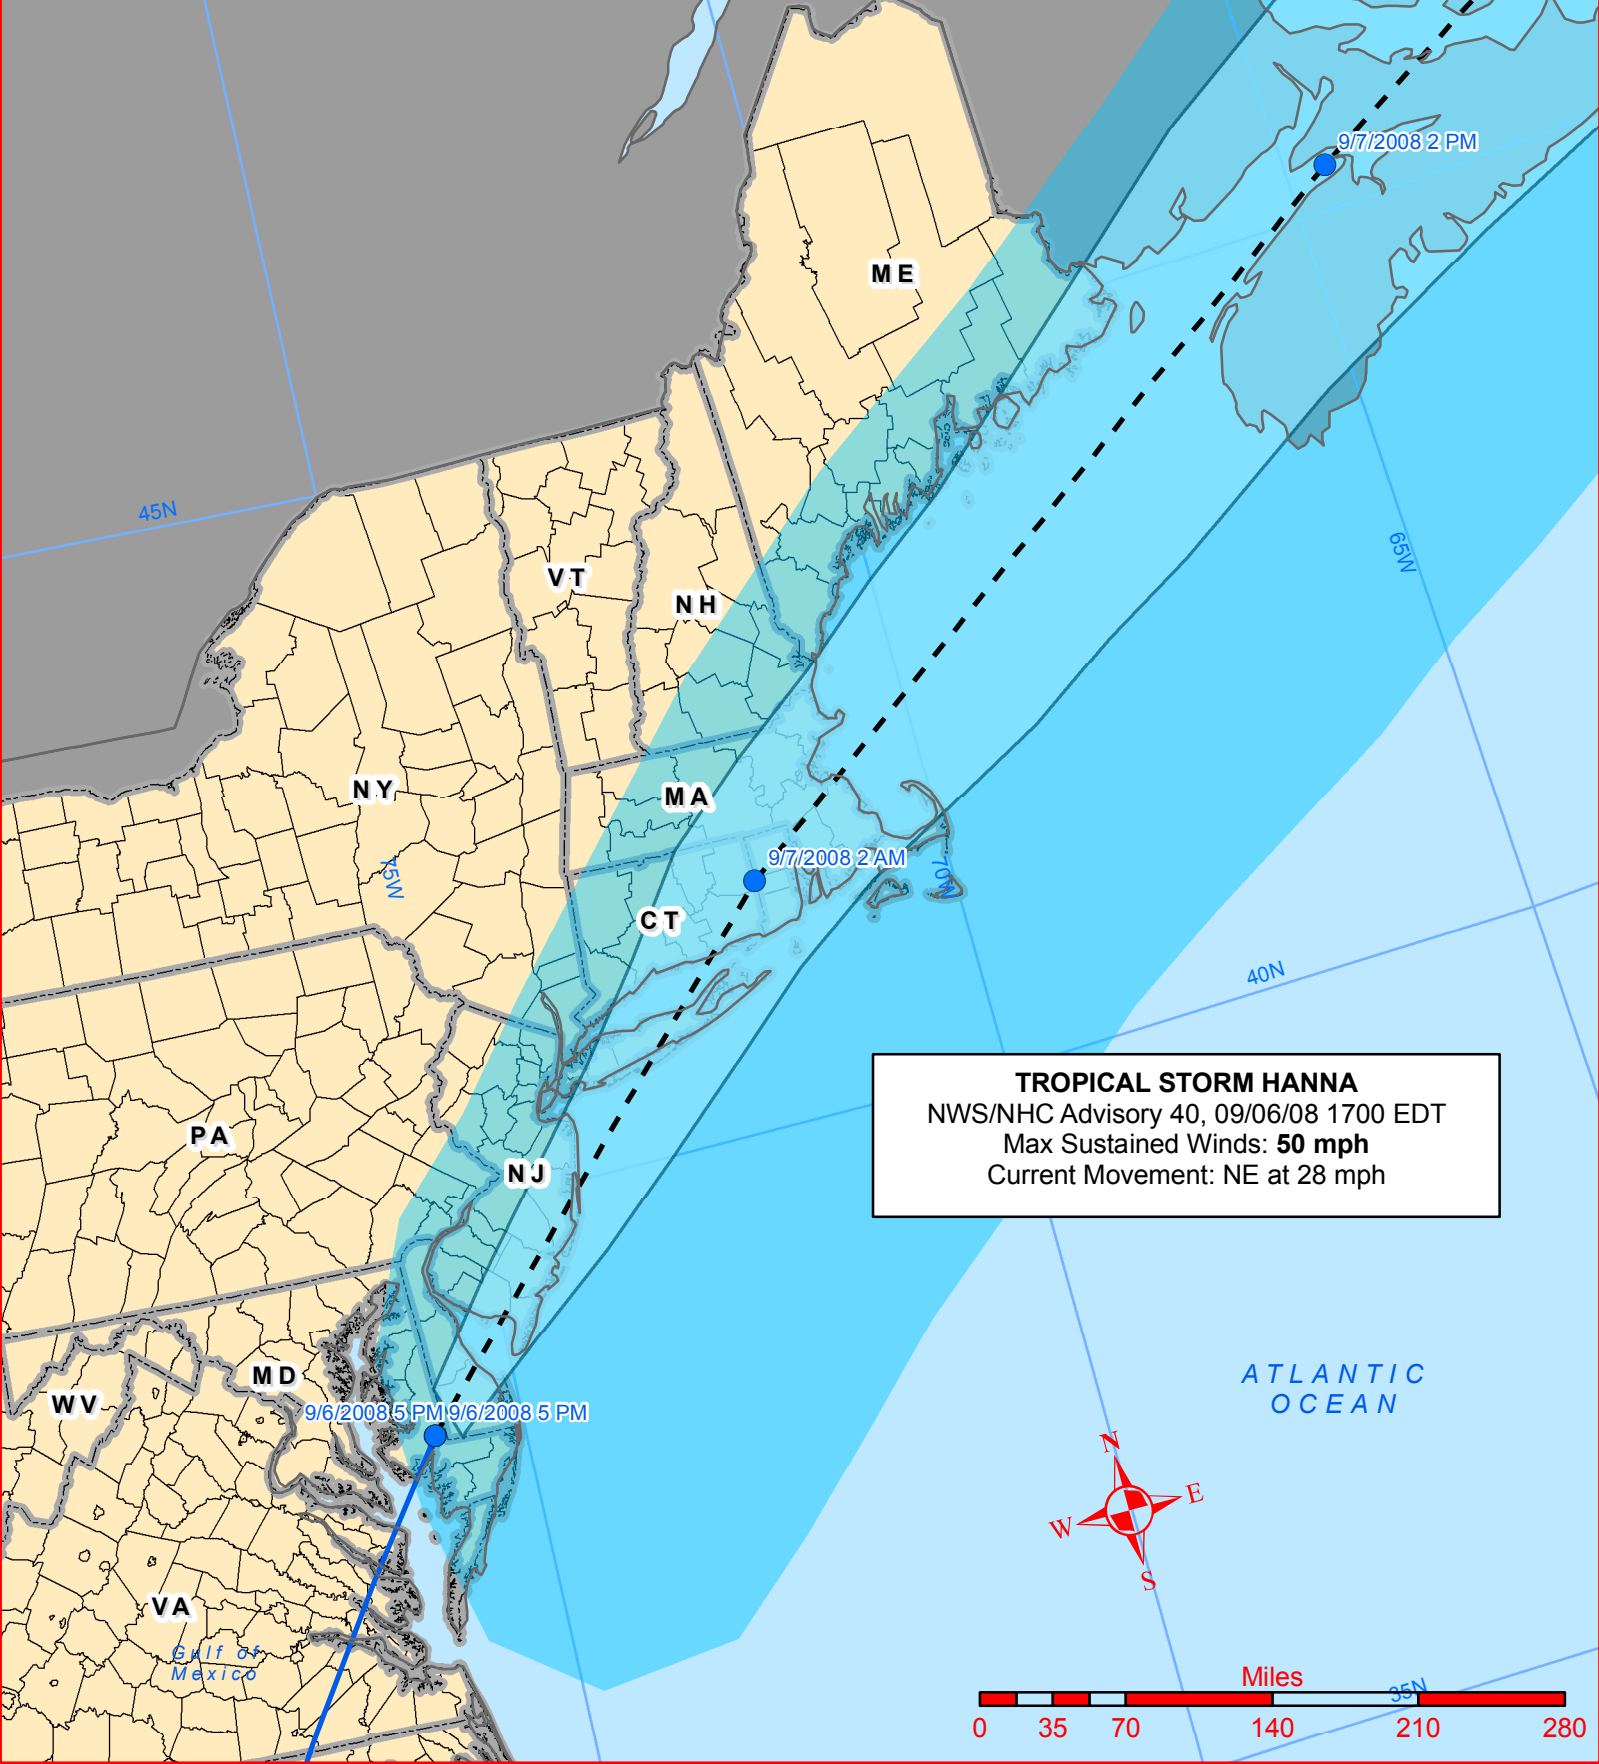 9/7/2008 2 PM
ME
45N
65W
VT
NH
NY
MA
75W
9/7/2008 2 AM
70W
CT
40N
TROPICAL STORM HANNA
NWS/NHC Advisory 40, 09/06/08 1700 EDT
Max Sustained Winds: 50 mph
Current Movement: NE at 28 mph
PA
NJ
MD
WV
ATLANTIC
OCEAN
9/6/2008 5 PM
9/6/2008 5 PM
N
E
W
S
VA
Gulf of
Mexico
Miles
35N
0 35 70 140 210 280